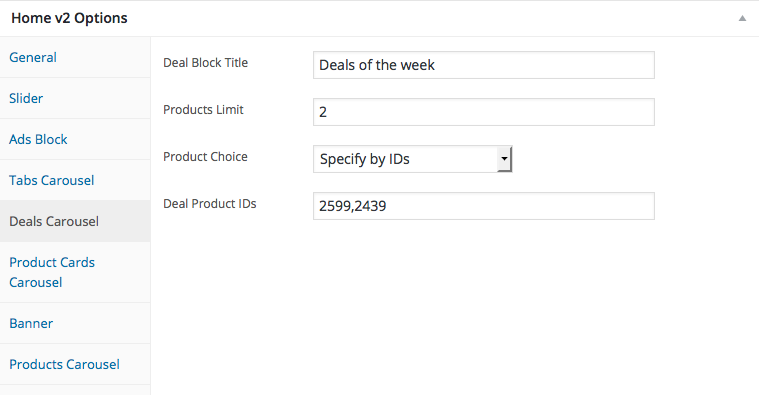 Home v2 Options
General
Slider
Ads Block
Tabs Carousel
Deals Carousel
Product Cards
Carousel
Banner
Products Carousel
Deal Block Title
Deals of the week
Products Limit
2
Product Choice
Specify by IDs
Deal Product IDs
2599,2439